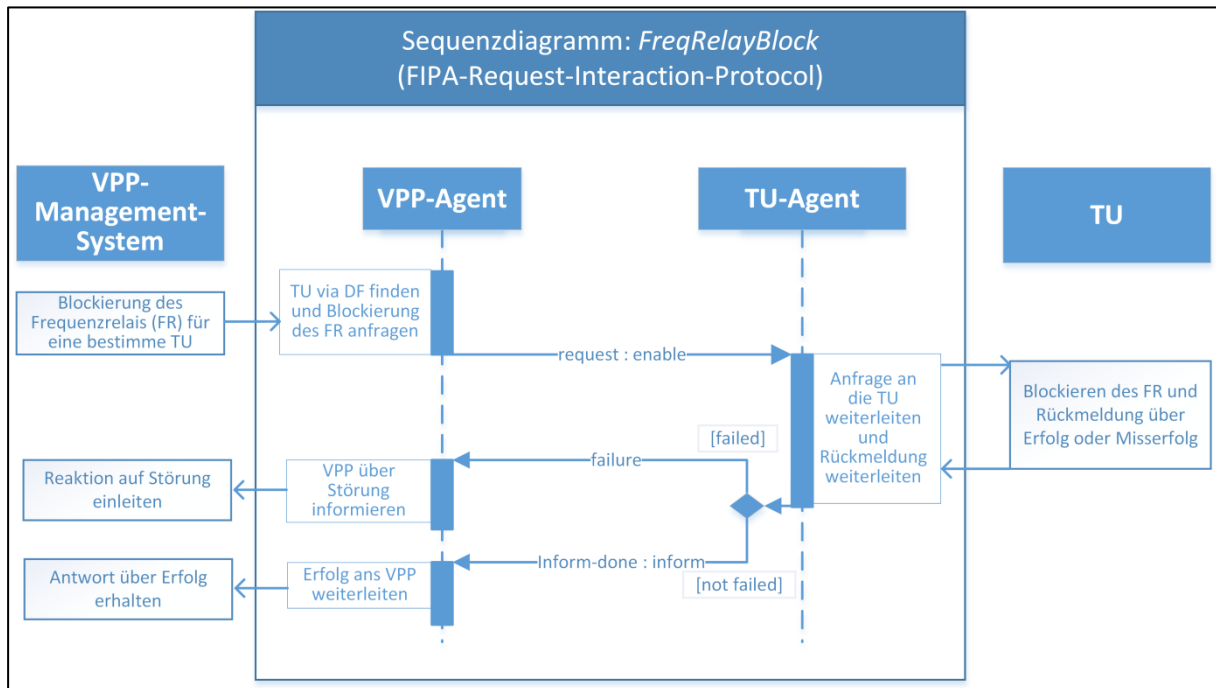 Sequenzdiagramm: FreqRelayBlock
(FIPA-Request-Interaction-Protocol)
VPP-
Management-
System
VPP-Agent
TU-Agent
TU
Blockierung des
Frequenzrelais (FR) für
eine bestimme TU
TU via DF finden
und Blockierung
des FR anfragen
request : enable
Anfrage an
die TU
weiterleiten
und
Rückmeldung
weiterleiten
Blockieren des FR und
Rückmeldung über
Erfolg oder Misserfolg
[failed]
failure
VPP über
Störung
informieren
Reaktion auf Störung
einleiten
Inform-done : inform
[not failed]
Erfolg ans VPP
weiterleiten
Antwort über Erfolg
erhalten